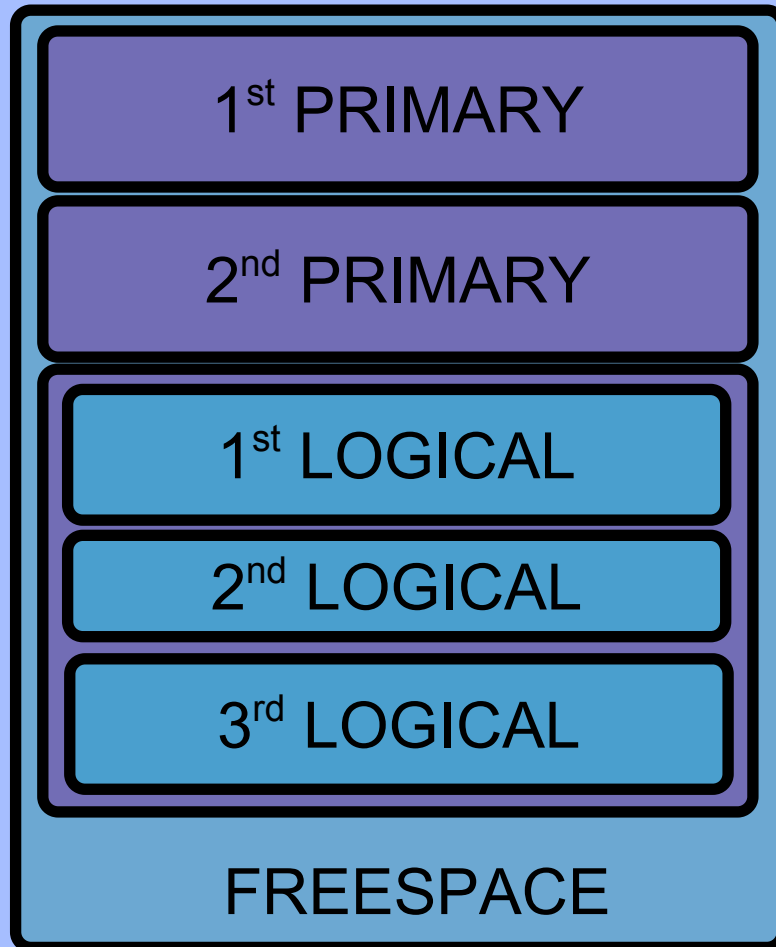 1st PRIMARY
2nd PRIMARY
1st LOGICAL
2nd LOGICAL
3rd LOGICAL
FREESPACE